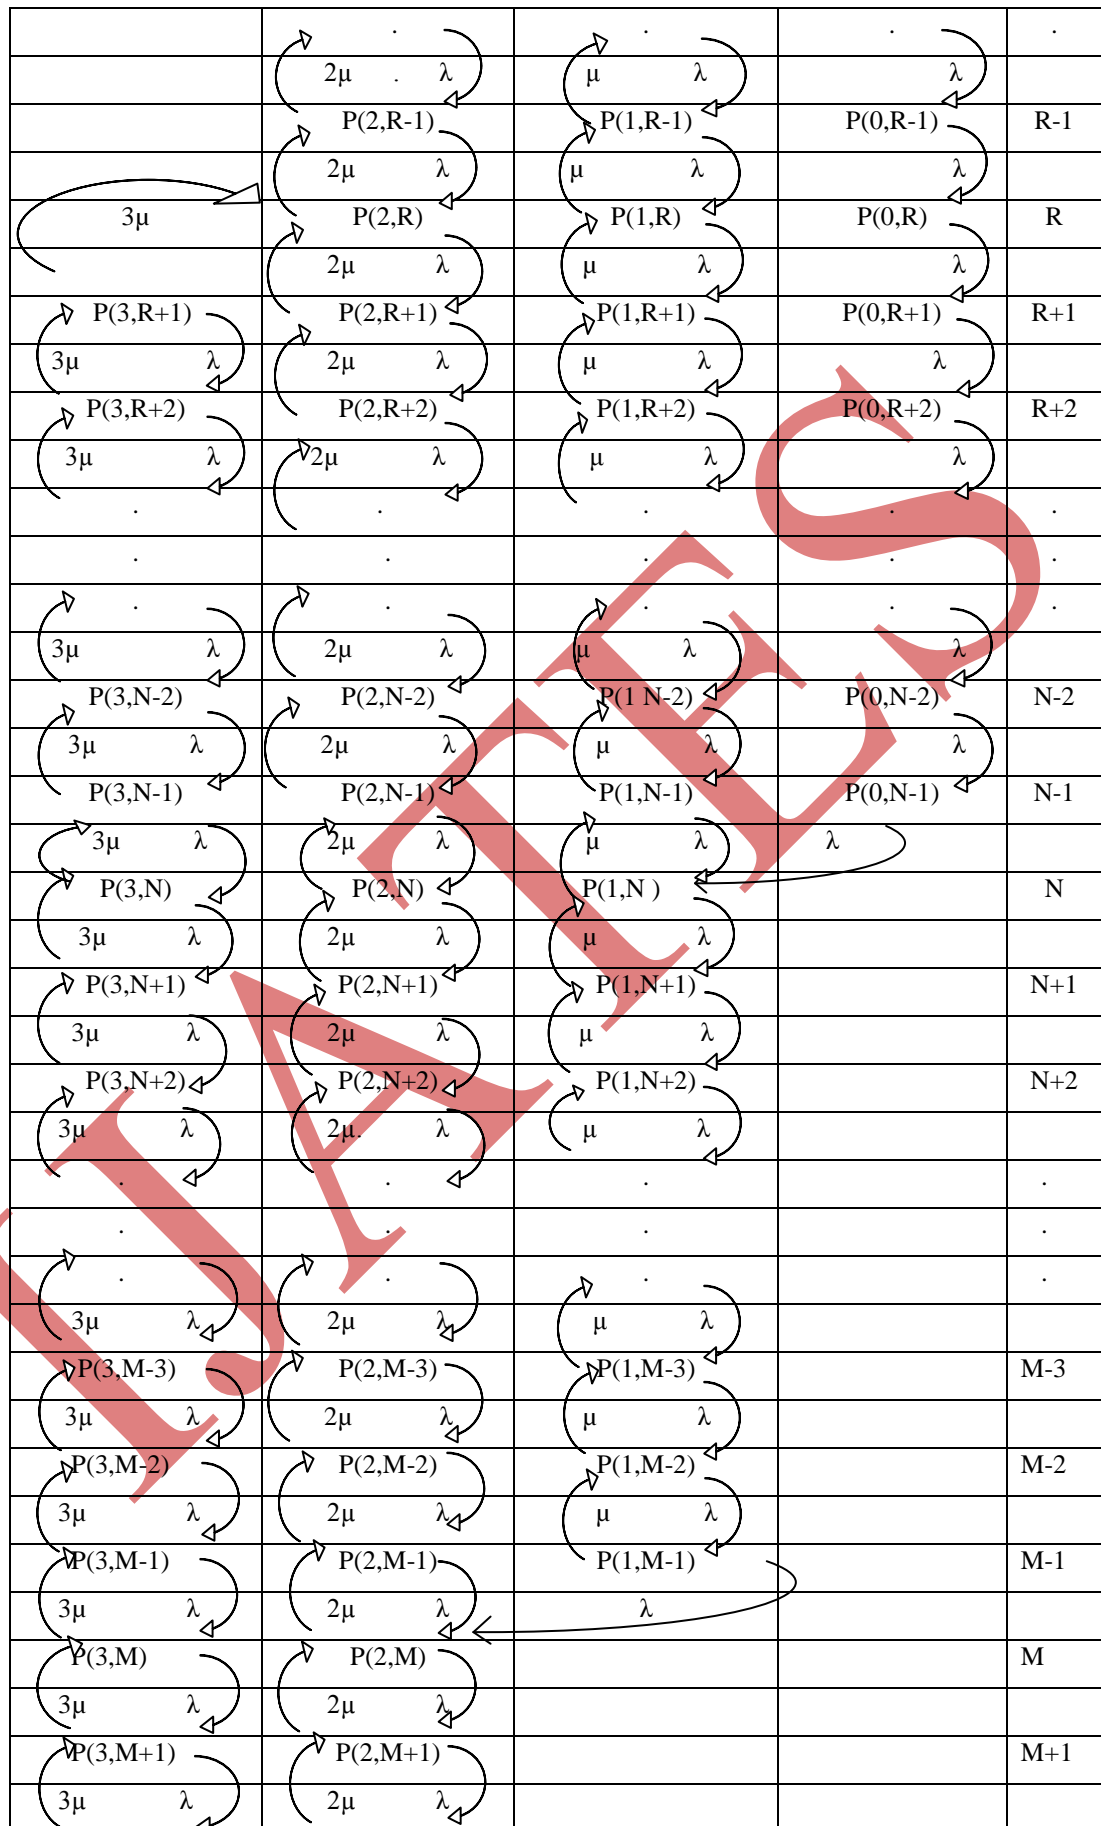 . . . .
2μ . λ μ λ λ
P(2,R-1) P(1,R-1) P(0,R-1) R-1
2μ λ μ λ λ
3μ P(2,R) P(1,R) P(0,R) R
2μ λ μ λ λ
P(3,R+1) P(2,R+1) P(1,R+1) P(0,R+1) R+1
3μ λ 2μ λ μ λ λ
P(3,R+2) P(2,R+2) P(1,R+2) P(0,R+2) R+2
3μ λ 2μ λ μ λ λ
. . . . .
. . . . .
. . . . .
3μ λ 2μ λ μ λ λ
P(3,N-2) P(2,N-2) P(1 N-2) P(0,N-2) N-2
3μ λ 2μ λ μ λ λ
P(3,N-1) P(2,N-1) P(1,N-1) P(0,N-1) N-1
3μ λ 2μ λ μ λ λ
P(3,N) P(2,N) P(1,N ) N
3μ λ 2μ λ μ λ
P(3,N+1) P(2,N+1) P(1,N+1) N+1
3μ λ 2μ λ μ λ
P(3,N+2) P(2,N+2) P(1,N+2) N+2
3μ λ 2μ. λ μ λ
. . . .
. . . .
. . . .
3μ λ 2μ λ μ λ
P(3,M-3) P(2,M-3) P(1,M-3) M-3
3μ λ 2μ λ μ λ
P(3,M-2) P(2,M-2) P(1,M-2) M-2
3μ λ 2μ λ μ λ
P(3,M-1) P(2,M-1) P(1,M-1) M-1
3μ λ 2μ λ λ
P(3,M) P(2,M) M
3μ λ 2μ λ
P(3,M+1) P(2,M+1) M+1
3μ λ 2μ λ
IJATES